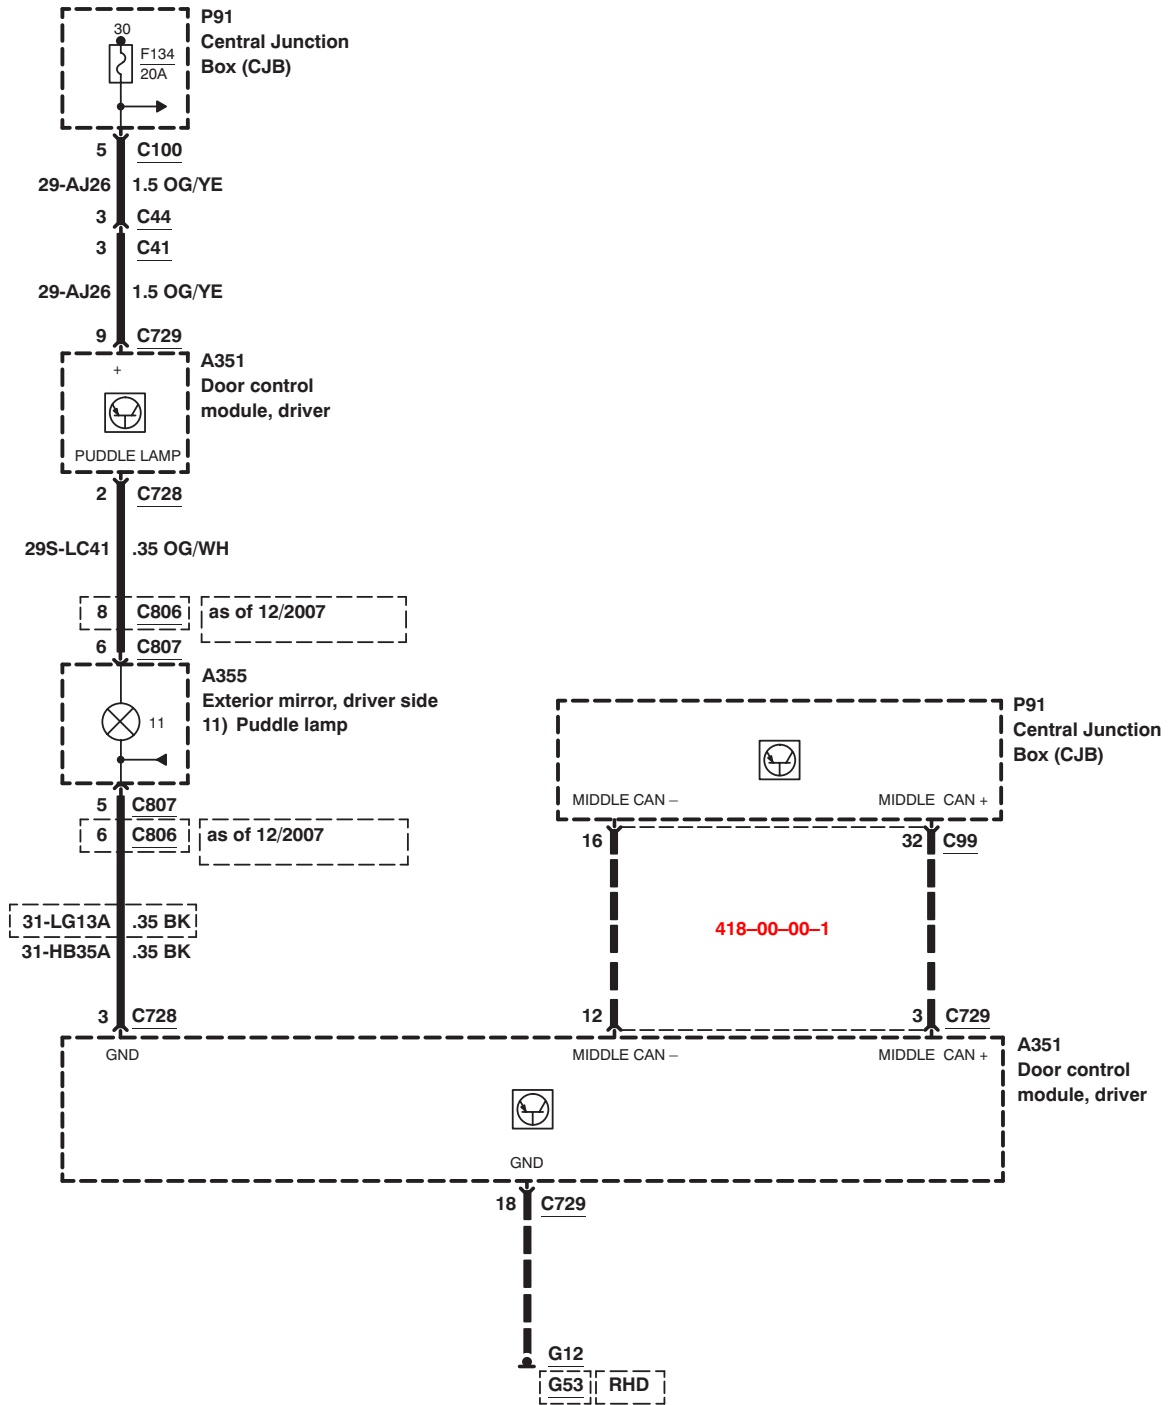 P91
Central Junction
Box (CJB)
30
F134
20A
5 C100
29-AJ26 1.5 OG/YE
3 C44
3 C41
29-AJ26 1.5 OG/YE
9 C729
A351
Door control
module, driver
+
PUDDLE LAMP
2 C728
29S-LC41 .35 OG/WH
8 C806 as of 12/2007
6 C807
A355
Exterior mirror, driver side
11) Puddle lamp
11
5 C807
6 C806 as of 12/2007
31-LG13A .35 BK
31-HB35A .35 BK
3 C728
P91
Central Junction
Box (CJB)
MIDDLE CAN – MIDDLE CAN +
16 32 C99
418–00–00–1
12 3 C729
GND MIDDLE CAN – MIDDLE CAN +
A351
Door control
module, driver
GND
18 C729
G12
G53 RHD